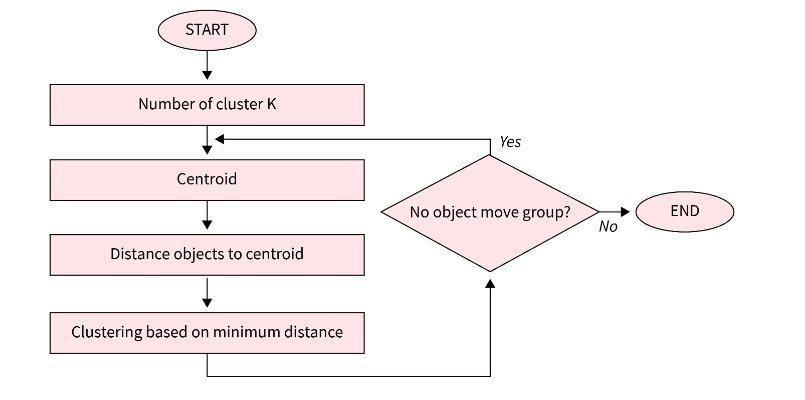 START
Number of cluster K
Centroid
Distance objects to centroid
Clustering based on minimum distance
Yes
No object move group?
No
END